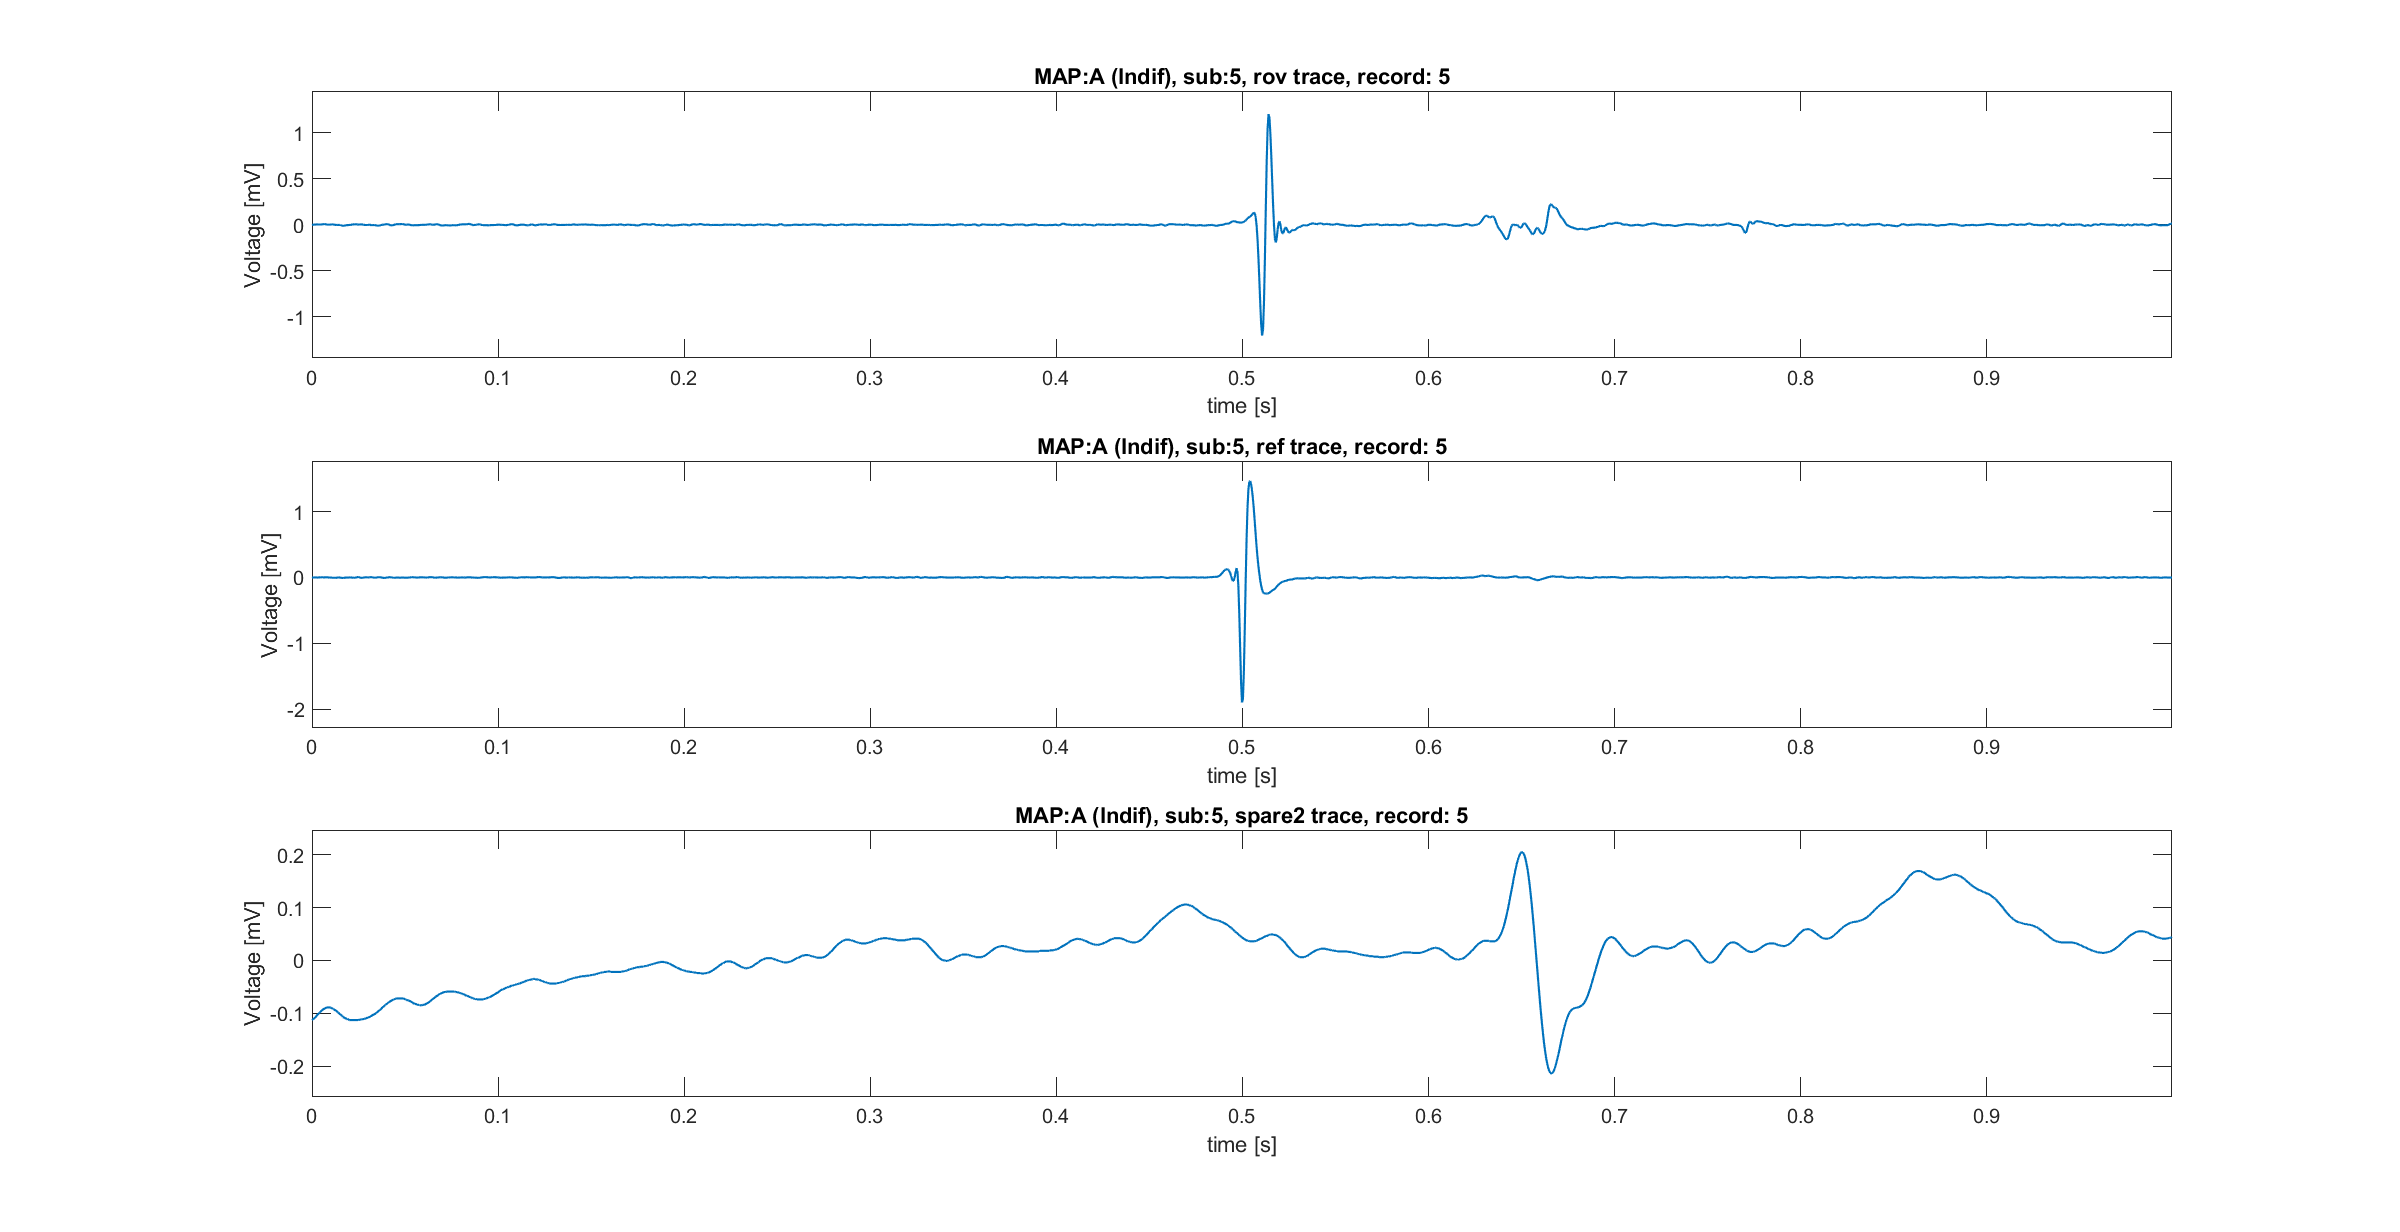 MAP:A (Indif), sub:5, rov trace, record: 5
Voltage [mV]
1
0.5
0
-0.5
-1
0 0.1 0.2 0.3 0.4 0.5 0.6 0.7 0.8 0.9
time [s]
MAP:A (Indif), sub:5, ref trace, record: 5
Voltage [mV]
1
0
-1
-2
0 0.1 0.2 0.3 0.4 0.5 0.6 0.7 0.8 0.9
time [s]
MAP:A (Indif), sub:5, spare2 trace, record: 5
Voltage [mV]
0.2
0.1
0
-0.1
-0.2
0 0.1 0.2 0.3 0.4 0.5 0.6 0.7 0.8 0.9
time [s]